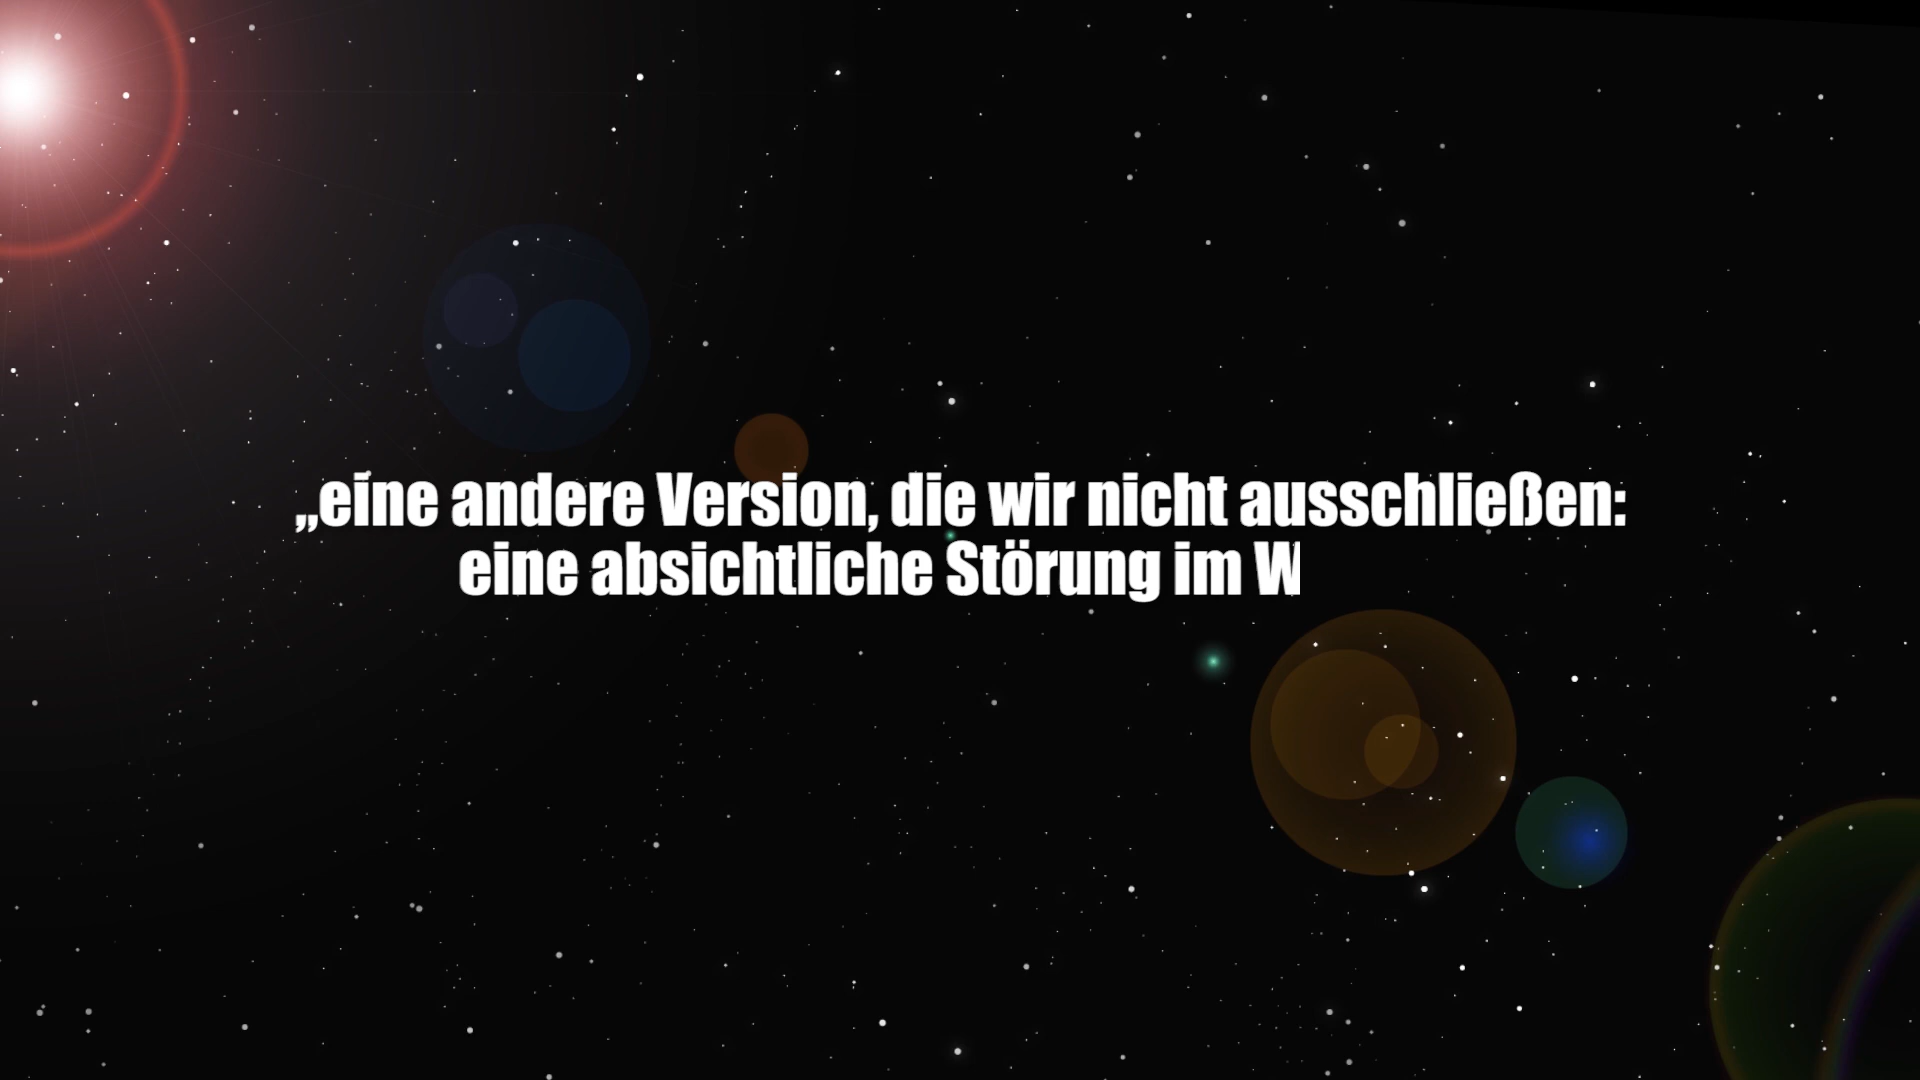 „eine andere Version, die wir nicht ausschließen:
eine absichtliche Störung im W